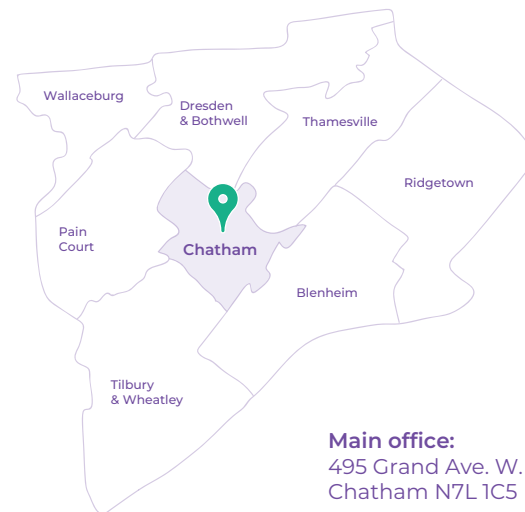 Wallaceburg
Dresden
& Bothwell
Thamesville
Ridgetown
Pain
Court
Chatham
Blenheim
Tilbury
& Wheatley
Main office:
495 Grand Ave. W.
Chatham N7L 1C5